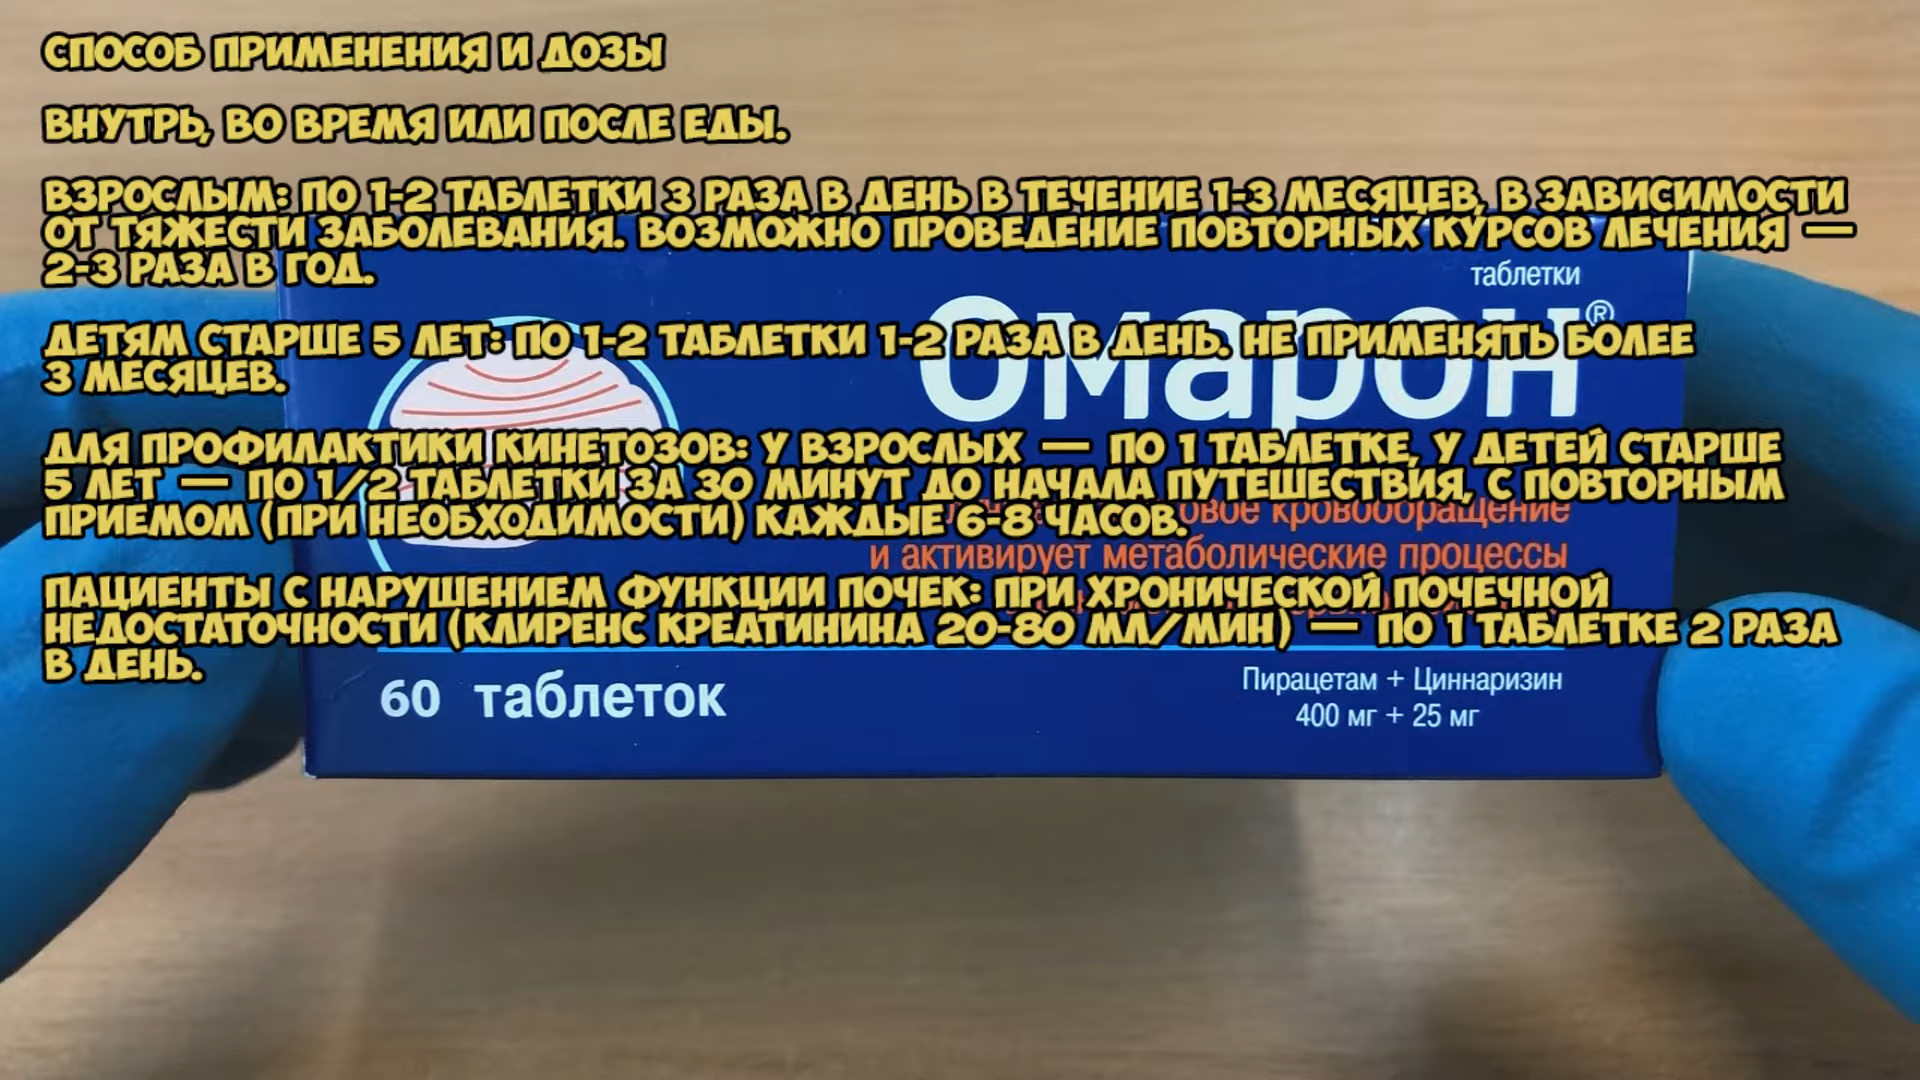 СПОСОБ ПРИМЕНЕНИЯ И ДОЗЫ
ВНУТРЬ, ВО ВРЕМЯ ИЛИ ПОСЛЕ ЕДЫ.
ВЗРОСЛЫМ: ПО 1-2 ТАБЛЕТКИ 3 РАЗА В ДЕНЬ В ТЕЧЕНИЕ 1-3 МЕСЯЦЕВ, В ЗАВИСИМОСТИ
ОТ ТЯЖЕСТИ ЗАБОЛЕВАНИЯ. ВОЗМОЖНО ПРОВЕДЕНИЕ ПОВТОРНЫХ КУРСОВ ЛЕЧЕНИЯ —
2-3 РАЗА В ГОД.
таблетки
Омарон®
ДЕТЯМ СТАРШЕ 5 ЛЕТ: ПО 1-2 ТАБЛЕТКИ 1-2 РАЗА В ДЕНЬ. НЕ ПРИМЕНЯТЬ БОЛЕЕ
3 МЕСЯЦЕВ.
ДЛЯ ПРОФИЛАКТИКИ КИНЕТОЗОВ: У ВЗРОСЛЫХ — ПО 1 ТАБЛЕТКЕ, У ДЕТЕЙ СТАРШЕ
5 ЛЕТ — ПО 1/2 ТАБЛЕТКИ ЗА 30 МИНУТ ДО НАЧАЛА ПУТЕШЕСТВИЯ, С ПОВТОРНЫМ
ПРИЕМОМ (ПРИ НЕОБХОДИМОСТИ) КАЖДЫЕ 6-8 ЧАСОВ.
кровообращение
и активирует метаболические процессы
ПАЦИЕНТЫ С НАРУШЕНИЕМ ФУНКЦИИ ПОЧЕК: ПРИ ХРОНИЧЕСКОЙ ПОЧЕЧНОЙ
НЕДОСТАТОЧНОСТИ (КЛИРЕНС КРЕАТИНИНА 20-80 МЛ/МИН) — ПО 1 ТАБЛЕТКЕ 2 РАЗА
В ДЕНЬ.
60 таблеток
Пирацетам + Циннаризин
400 мг + 25 мг